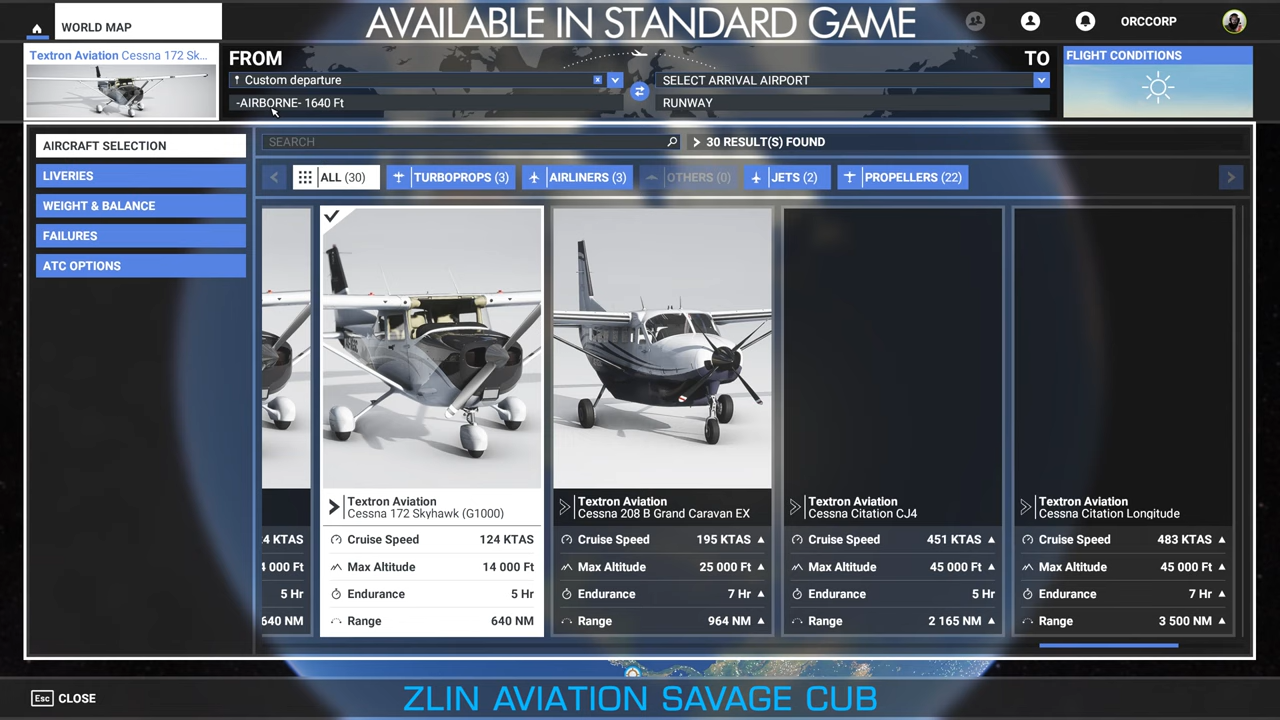 AVAILABLE IN STANDARD GAME
WORLD MAP
ORCCORP
Textron Aviation Cessna 172 Sk...
FROM
TO
Custom departure
SELECT ARRIVAL AIRPORT
-AIRBORNE- 1640 Ft
RUNWAY
FLIGHT CONDITIONS
AIRCRAFT SELECTION
LIVERIES
WEIGHT & BALANCE
FAILURES
ATC OPTIONS
SEARCH
30 RESULT(S) FOUND
ALL (30)
TURBOPROPS (3)
AIRLINERS (3)
OTHERS (0)
JETS (2)
PROPELLERS (22)
4 KTAS
4 000 Ft
5 Hr
640 NM
Textron Aviation
Cessna 172 Skyhawk (G1000)
Cruise Speed 124 KTAS
Max Altitude 14 000 Ft
Endurance 5 Hr
Range 640 NM
Textron Aviation
Cessna 208 B Grand Caravan EX
Cruise Speed 195 KTAS
Max Altitude 25 000 Ft
Endurance 7 Hr
Range 964 NM
Textron Aviation
Cessna Citation CJ4
Cruise Speed 451 KTAS
Max Altitude 45 000 Ft
Endurance 5 Hr
Range 2 165 NM
Textron Aviation
Cessna Citation Longitude
Cruise Speed 483 KTAS
Max Altitude 45 000 Ft
Endurance 7 Hr
Range 3 500 NM
Esc CLOSE
ZLIN AVIATION SAVAGE CUB